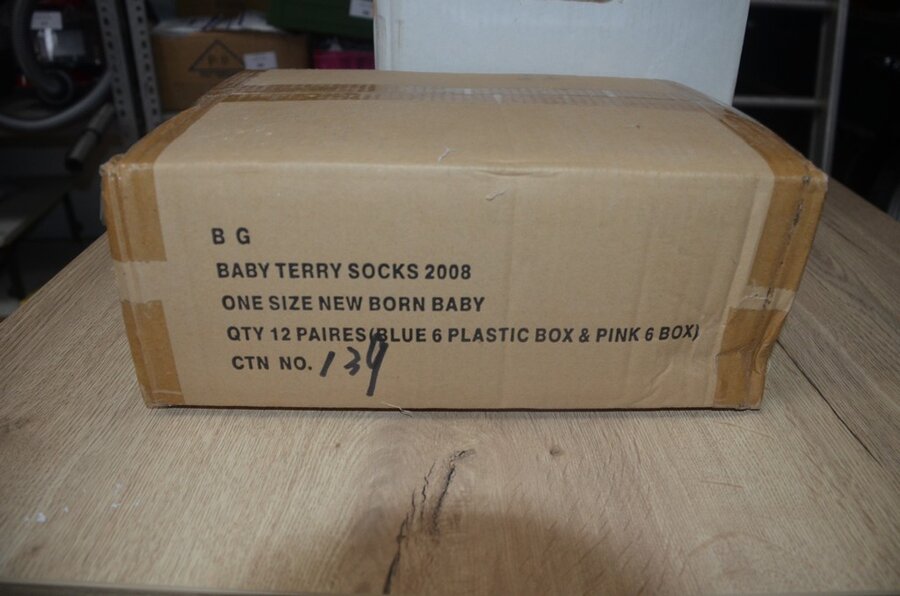 B G
BABY TERRY SOCKS 2008
ONE SIZE NEW BORN BABY
QTY 12 PAIRES(BLUE 6 PLASTIC BOX & PINK 6 BOX)
CTN NO. 139